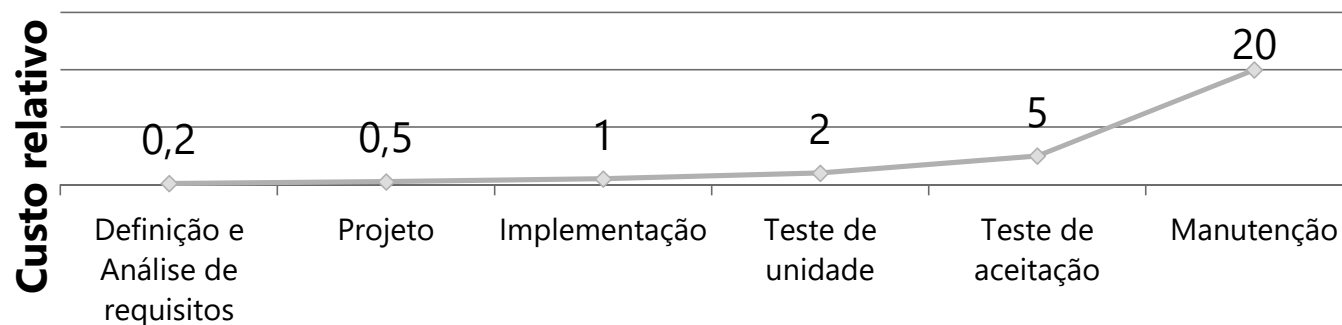 Custo relativo
0,2
0,5
1
2
5
20
Definição e
Análise de
requisitos
Projeto
Implementação
Teste de
unidade
Teste de
aceitação
Manutenção